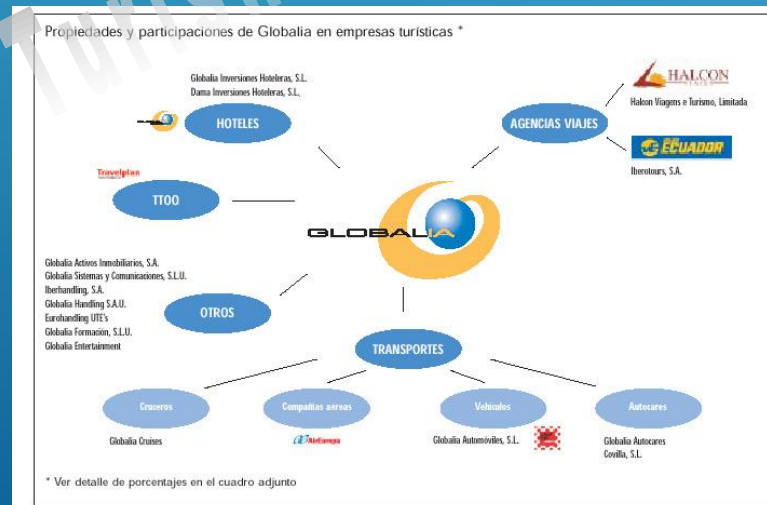 Turism
Propiedades y participaciones de Globalia en empresas turísticas *
Globalia Inversiones Hoteleras, S.L.
Dama Inversiones Hoteleras, S.L.
HOTELES
AGENCIAS VIAJES
HALCON
VIAJES
Halcon Viagens e Turismo, Limitada
ECUADOR
Iberotours, S.A.
Travelplan
TTOO
GLOBALIA
Globalia Activos Inmobiliarios, S.A.
Globalia Sistemas y Comunicaciones, S.L.U.
Iberhandling, S.A.
Globalia Handling S.A.U.
Eurohandling UTE's
Globalia Formación, S.L.U.
Globalia Entertainment
OTROS
TRANSPORTES
Cruceros
Compañías aéreas
Vehículos
Autocares
Globalia Cruises
AirEuropa
Globalia Automóviles, S.L.
Globalia Autocares
Covilla, S.L.
* Ver detalle de porcentajes en el cuadro adjunto